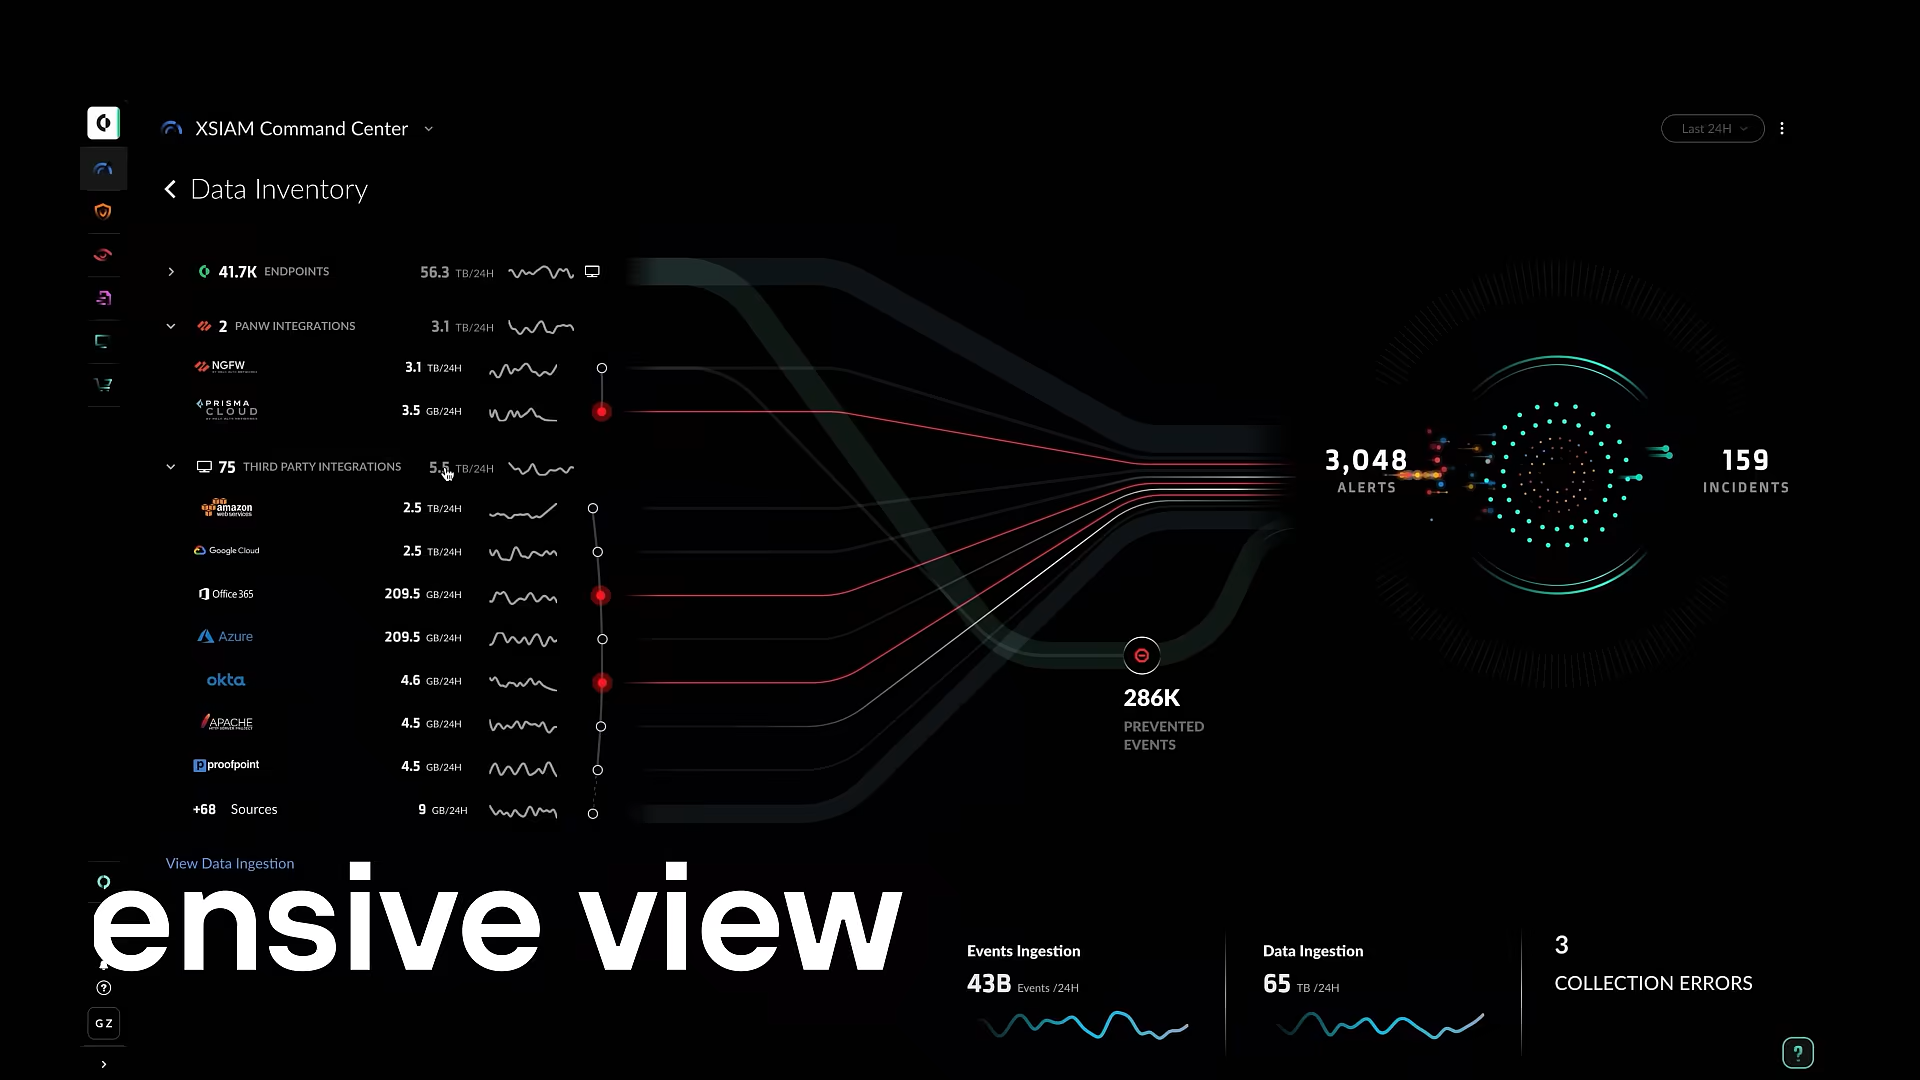 XSIAM Command Center
Last 24H
Data Inventory
41.7K ENDPOINTS 56.3 TB/24H
2 PANW INTEGRATIONS 3.1 TB/24H
NGFW 3.1 TB/24H
PRISMA CLOUD 3.5 GB/24H
75 THIRD PARTY INTEGRATIONS 5.5 TB/24H
amazon web services 2.5 TB/24H
Google Cloud 2.5 TB/24H
Office 365 209.5 GB/24H
Azure 209.5 GB/24H
okta 4.6 GB/24H
APACHE 4.5 GB/24H
proofpoint 4.5 GB/24H
+68 Sources 9 GB/24H
3,048
ALERTS
159
INCIDENTS
286K
PREVENTED
EVENTS
View Data Ingestion
ensive view
Events Ingestion
43B Events /24H
Data Ingestion
65 TB /24H
3
COLLECTION ERRORS
?
G Z
?